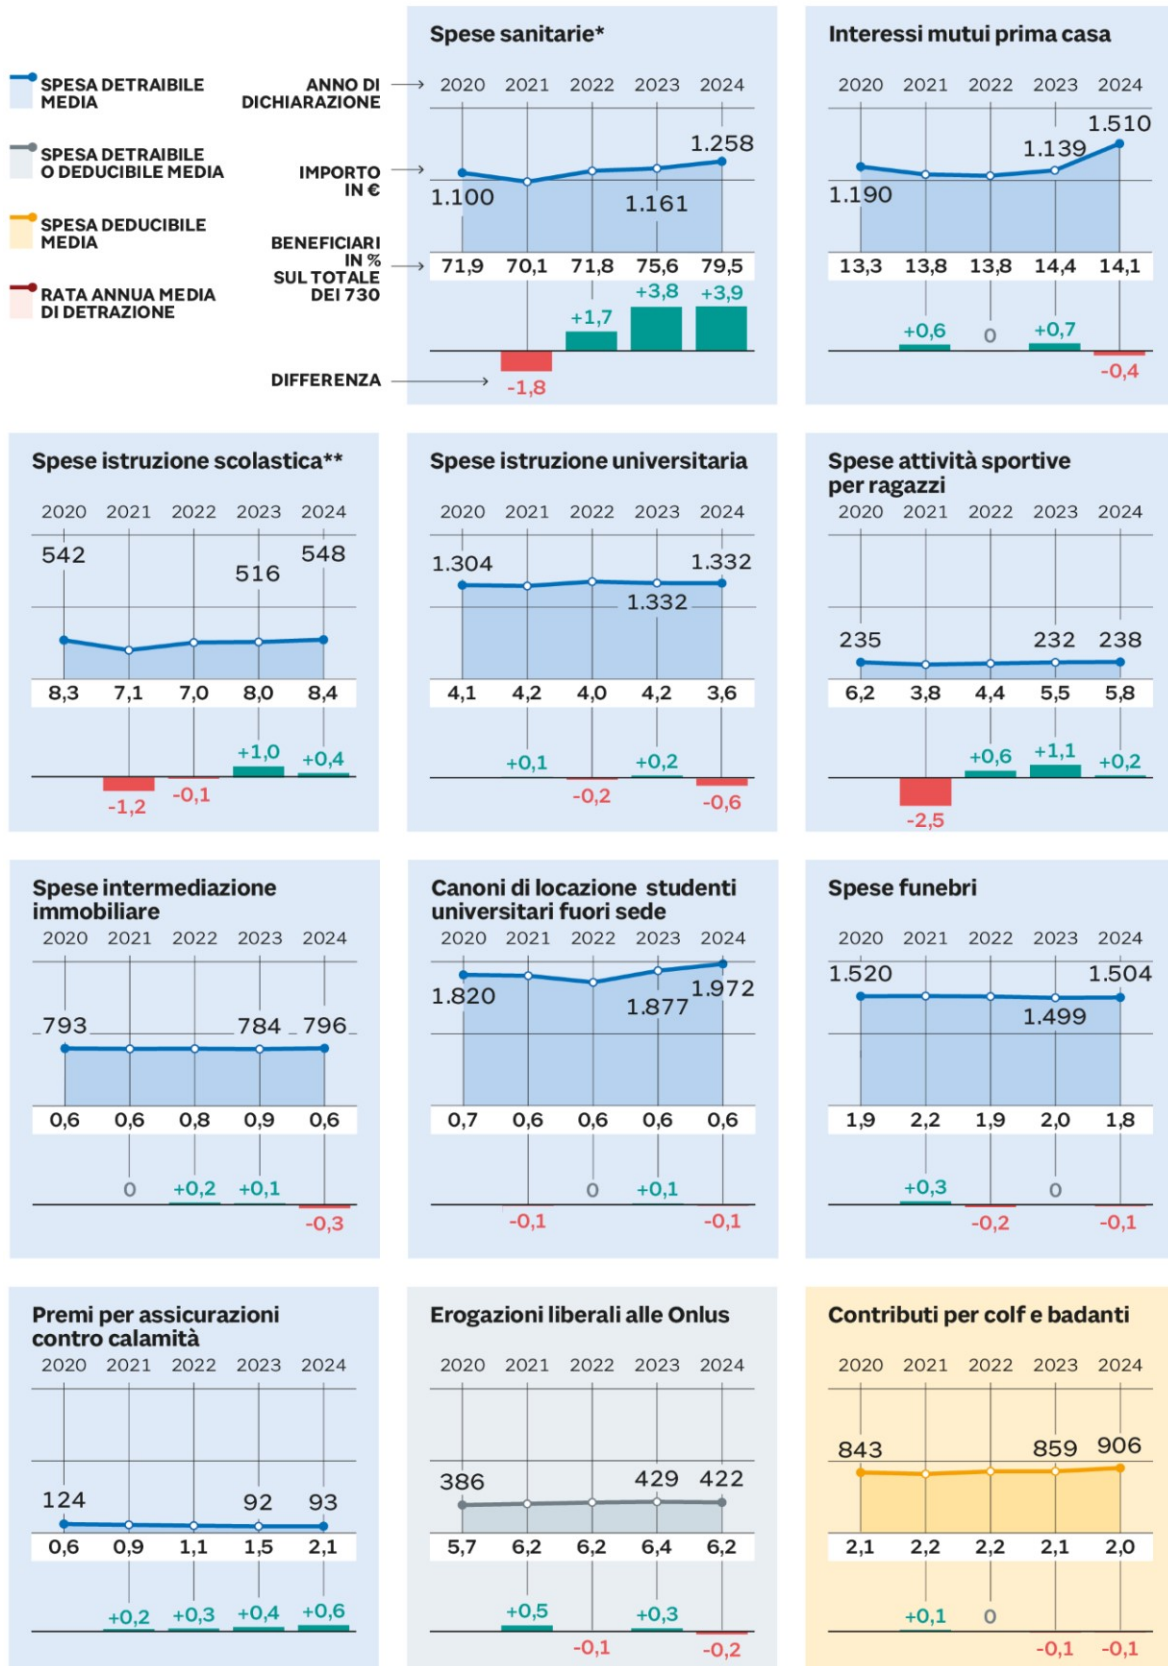 SPESA DETRAIBILE
MEDIA
SPESA DETRAIBILE
O DEDUCIBILE MEDIA
SPESA DEDUCIBILE
MEDIA
RATA ANNUA MEDIA
DI DETRAZIONE
ANNO DI
DICHIARAZIONE
IMPORTO
IN €
BENEFICIARI
IN %
SUL TOTALE
DEI 730
DIFFERENZA
Spese sanitarie*
2020 2021 2022 2023 2024
1.258
1.100 1.161
71,9 70,1 71,8 75,6 79,5
+1,7 +3,8 +3,9
-1,8
Interessi mutui prima casa
2020 2021 2022 2023 2024
1.510
1.139
1.190
13,3 13,8 13,8 14,4 14,1
+0,6 0 +0,7
-0,4
Spese istruzione scolastica**
2020 2021 2022 2023 2024
542 516 548
8,3 7,1 7,0 8,0 8,4
+1,0 +0,4
-1,2 -0,1
Spese istruzione universitaria
2020 2021 2022 2023 2024
1.304 1.332
1.332
4,1 4,2 4,0 4,2 3,6
+0,1 +0,2
-0,2 -0,6
Spese attività sportive
per ragazzi
2020 2021 2022 2023 2024
235 232 238
6,2 3,8 4,4 5,5 5,8
+0,6 +1,1 +0,2
-2,5
Spese intermediazione
immobiliare
2020 2021 2022 2023 2024
793 784 796
0,6 0,6 0,8 0,9 0,6
0 +0,2 +0,1
-0,3
Canoni di locazione studenti
universitari fuori sede
2020 2021 2022 2023 2024
1.820 1.877 1.972
0,7 0,6 0,6 0,6 0,6
0 +0,1
-0,1 -0,1
Spese funebri
2020 2021 2022 2023 2024
1.520 1.504
1.499
1,9 2,2 1,9 2,0 1,8
+0,3 0
-0,2 -0,1
Premi per assicurazioni
contro calamità
2020 2021 2022 2023 2024
124 92 93
0,6 0,9 1,1 1,5 2,1
+0,2 +0,3 +0,4 +0,6
Erogazioni liberali alle Onlus
2020 2021 2022 2023 2024
386 429 422
5,7 6,2 6,2 6,4 6,2
+0,5 +0,3
-0,1 -0,2
Contributi per colf e badanti
2020 2021 2022 2023 2024
843 859 906
2,1 2,2 2,2 2,1 2,0
+0,1 0
-0,1 -0,1